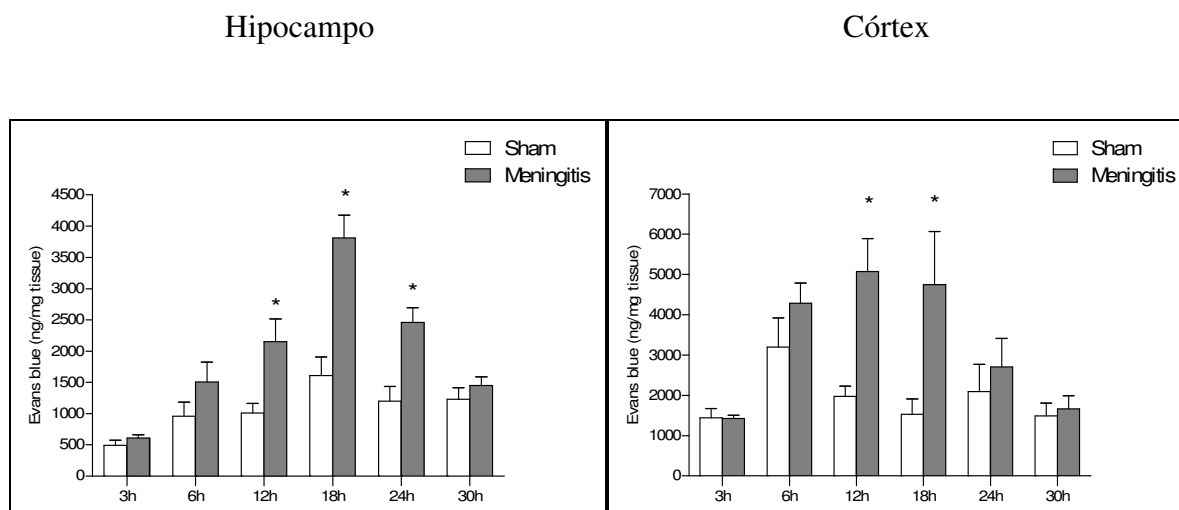 Hipocampo
Córtex
Sham
Meningitis
4500
4000
3500
3000
2500
2000
1500
1000
500
0
Evans blue (ng/mg tissue)
*
*
*
3h 6h 12h 18h 24h 30h
Sham
Meningitis
7000
6000
5000
4000
3000
2000
1000
0
Evans blue (ng/mg tissue)
* *
3h 6h 12h 18h 24h 30h